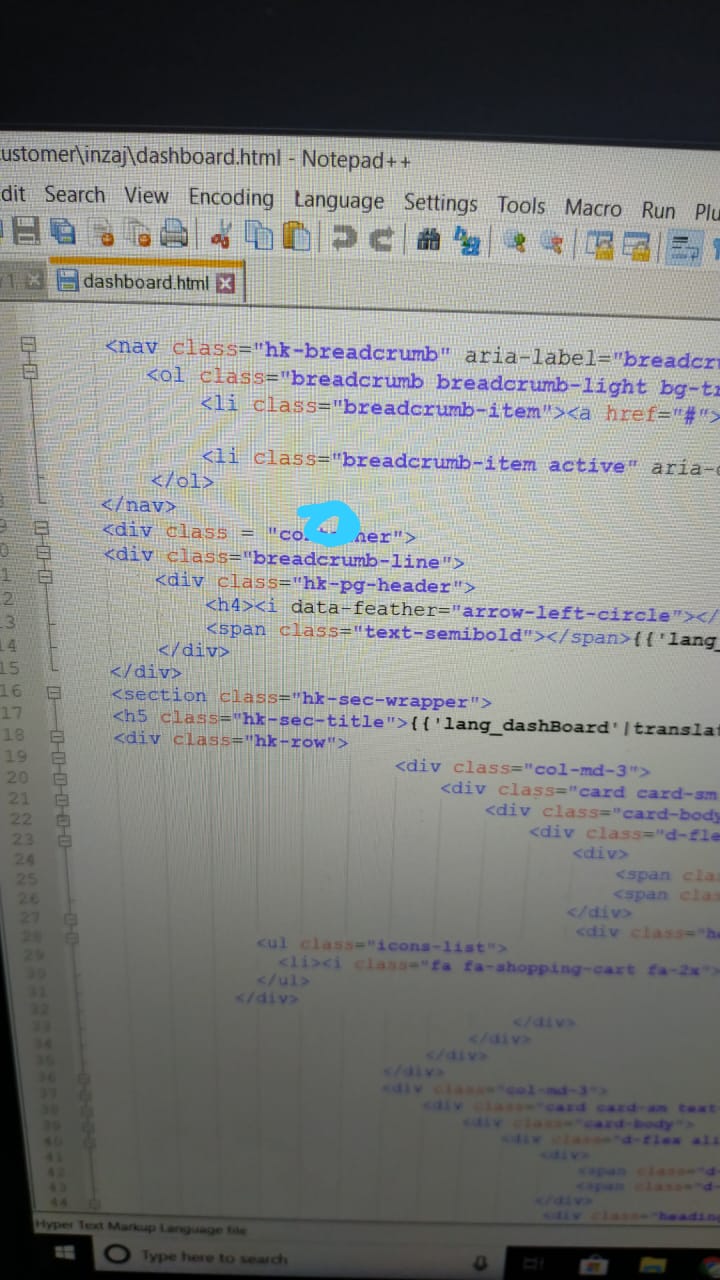 ustomer\inzaj\dashboard.html - Notepad++
dit Search View Encoding Language Settings Tools Macro Run Plu
dashboard.html
<nav class="hk-breadcrumb" aria-label="breadcru
<ol class="breadcrumb breadcrumb-light bg-tr
<li class="breadcrumb-item"><a href="#">
<li class="breadcrumb-item active" aria-c
</ol>
</nav>
<div class = "co ner">
<div class="breadcrumb-line">
<div class="hk-pg-header">
<h4><i data-feather="arrow-left-circle"></
<span class="text-semibold"></span>{{'lang_
14 </div>
15 </div>
16 <section class="hk-sec-wrapper">
17 <h5 class="hk-sec-title">{{'lang_dashBoard'|translat
18 <div class="hk-row">
19 <div class="col-md-3">
20 <div class="card card-sm
21 <div class="card-body
22 <div class="d-fle
23 <div>
24 <span clas
25 <span clas
26 </div>
27 <div class="he
28 <ul class="icons-list">
29 <li><i class="fa fa-shopping-cart fa-2x">
30 </ul>
31 </div>
32 </div>
33 </div>
34 </div>
35 </div>
36 <div class="col-md-3">
37 <div class="card card-sm text
38 <div class="card-body">
39 <div class="d-flex ali
40 <div>
41 <span class="d-
42 <span class="d-
43 </div>
44 <div class="heading
Hyper Text Markup Language file
Type here to search